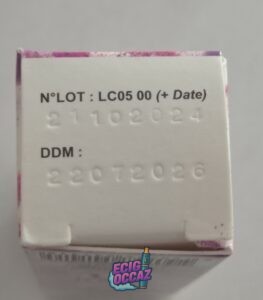 N°LOT : LC05 00 (+ Date)
21102024
DDM :
22072026
ECIG
OCCAZ